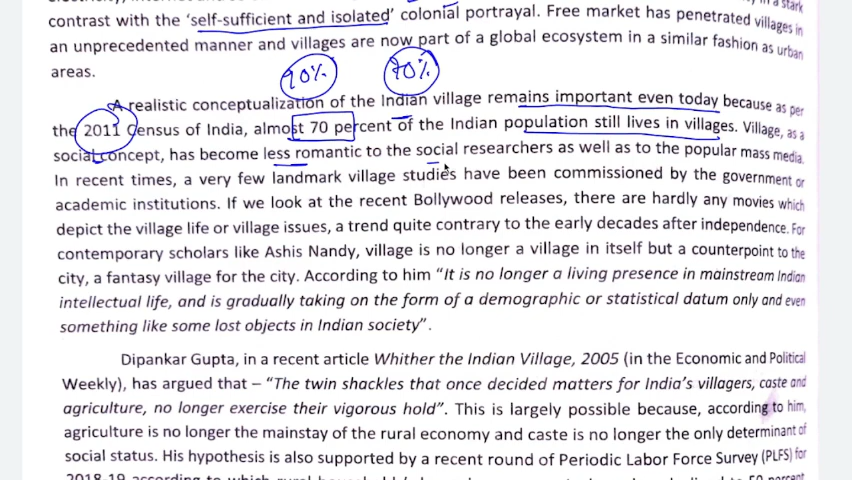 contrast with the ‘self-sufficient and isolated’ colonial portrayal. Free market has penetrated villages in
an unprecedented manner and villages are now part of a global ecosystem in a similar fashion as urban
areas.
90%
70%
A realistic conceptualization of the Indian village remains important even today because as per
the 2011 Census of India, almost 70 percent of the Indian population still lives in villages. Village, as a
social concept, has become less romantic to the social researchers as well as to the popular mass media.
In recent times, a very few landmark village studies have been commissioned by the government or
academic institutions. If we look at the recent Bollywood releases, there are hardly any movies which
depict the village life or village issues, a trend quite contrary to the early decades after independence. For
contemporary scholars like Ashis Nandy, village is no longer a village in itself but a counterpoint to the
city, a fantasy village for the city. According to him “It is no longer a living presence in mainstream Indian
intellectual life, and is gradually taking on the form of a demographic or statistical datum only and even
something like some lost objects in Indian society”.
Dipankar Gupta, in a recent article Whither the Indian Village, 2005 (in the Economic and Political
Weekly), has argued that – “The twin shackles that once decided matters for India’s villagers, caste and
agriculture, no longer exercise their vigorous hold”. This is largely possible because, according to him,
agriculture is no longer the mainstay of the rural economy and caste is no longer the only determinant of
social status. His hypothesis is also supported by a recent round of Periodic Labor Force Survey (PLFS) for
2018-19 according to which rural